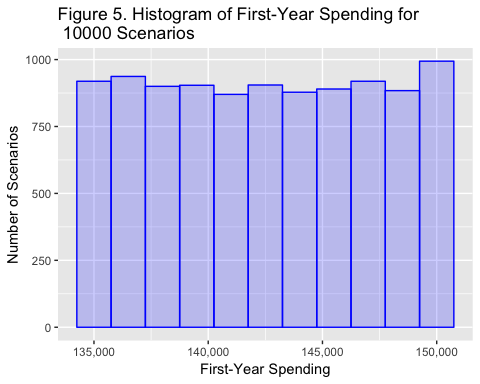 Figure 5. Histogram of First-Year Spending for
10000 Scenarios
1000
750
500
250
0
Number of Scenarios
135,000
140,000
145,000
150,000
First-Year Spending